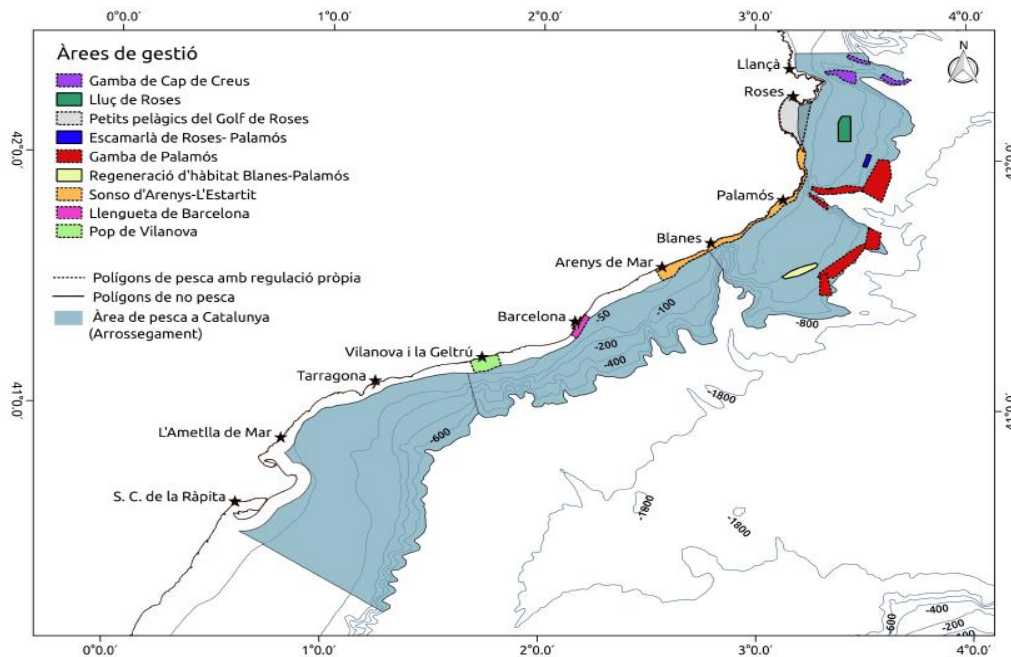 0°0.0′ 1°0.0′ 2°0.0′ 3°0.0′ 4°0.0′
Àrees de gestió
Gamba de Cap de Creus
Lluç de Roses
Petits pelàgics del Golf de Roses
Escamarlà de Roses- Palamós
Gamba de Palamós
Regeneració d'hàbitat Blanes-Palamós
Sonso d'Arenys-L'Estartit
Llengueta de Barcelona
Pop de Vilanova
Polígons de pesca amb regulació pròpia
Polígons de no pesca
Àrea de pesca a Catalunya
(Arrossegament)
N
Llançà
Roses
42°0.0′
42°0.0′
Palamós
Blanes
Arenys de Mar
Barcelona
Vilanova i la Geltrú
Tarragona
L'Ametlla de Mar
S. C. de la Ràpita
-50
-100
-200
-400
-800
-600
-1800
-1800
-1800
41°0.0′
41°0.0′
-400
-200
-600
0°0.0′ 1°0.0′ 2°0.0′ 3°0.0′ 4°0.0′